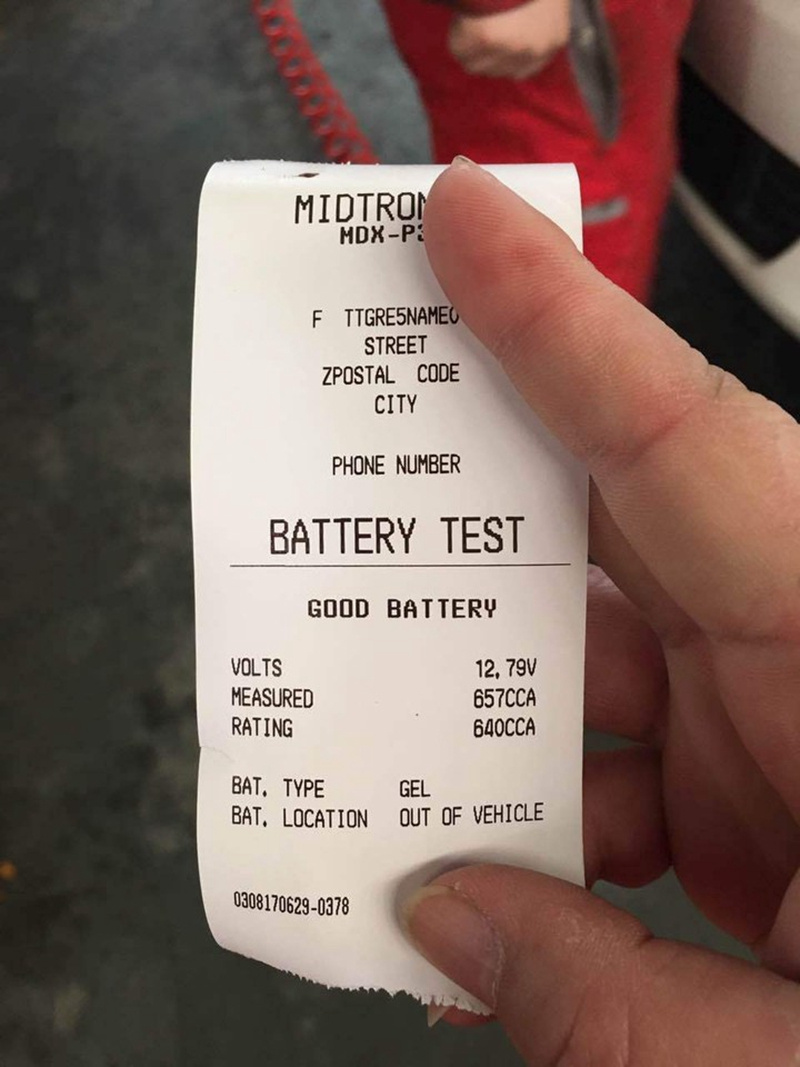 MIDTRON
MDX-P3
F TTGRE5NAMEO
STREET
ZPOSTAL CODE
CITY
PHONE NUMBER
BATTERY TEST
GOOD BATTERY
VOLTS 12,79V
MEASURED 657CCA
RATING 640CCA
BAT. TYPE GEL
BAT. LOCATION OUT OF VEHICLE
0308170629-0378